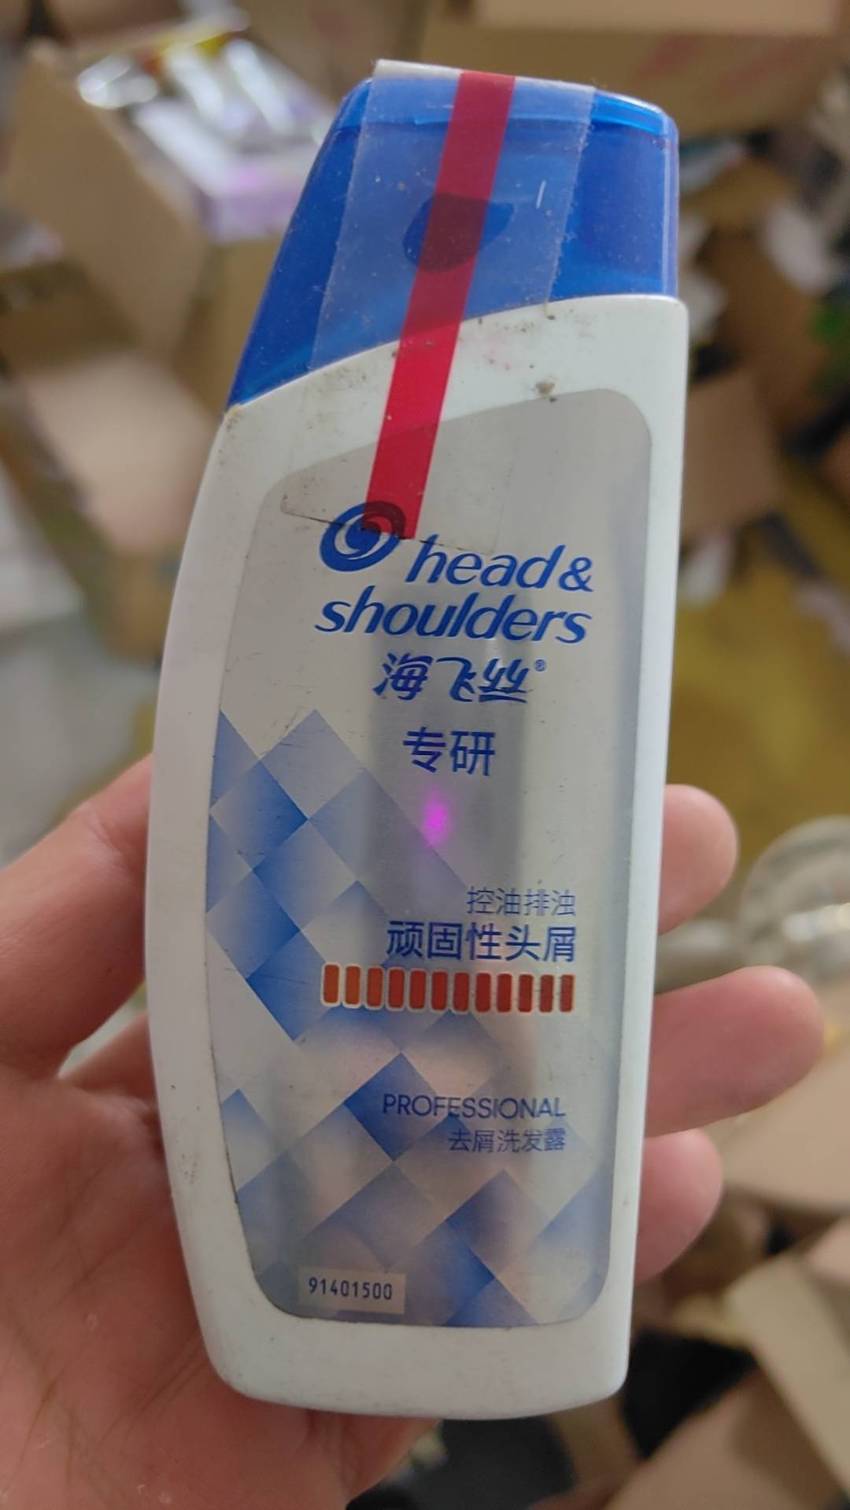 head &
shoulders
海飞丝®
专研
控油排浊
顽固性头屑
PROFESSIONAL
去屑洗发露
91401500